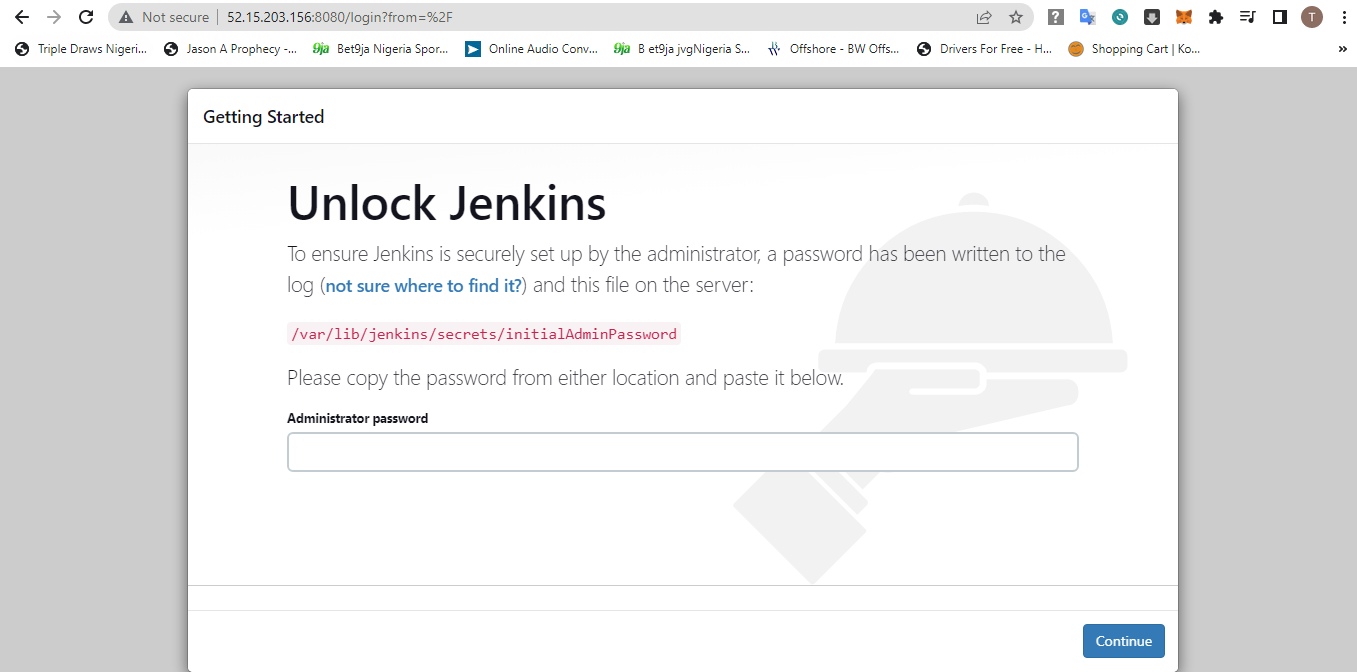 Not secure 52.15.203.156:8080/login?from=%2F
T
Triple Draws Nigeri... Jason A Prophecy -... 9ja Bet9ja Nigeria Spor... Online Audio Conv... 9ja B et9ja jvgNigeria S... Offshore - BW Offs... Drivers For Free - H... Shopping Cart | Ko... »
Getting Started
Unlock Jenkins
To ensure Jenkins is securely set up by the administrator, a password has been written to the
log (not sure where to find it?) and this file on the server:
/var/lib/jenkins/secrets/initialAdminPassword
Please copy the password from either location and paste it below.
Administrator password
Continue